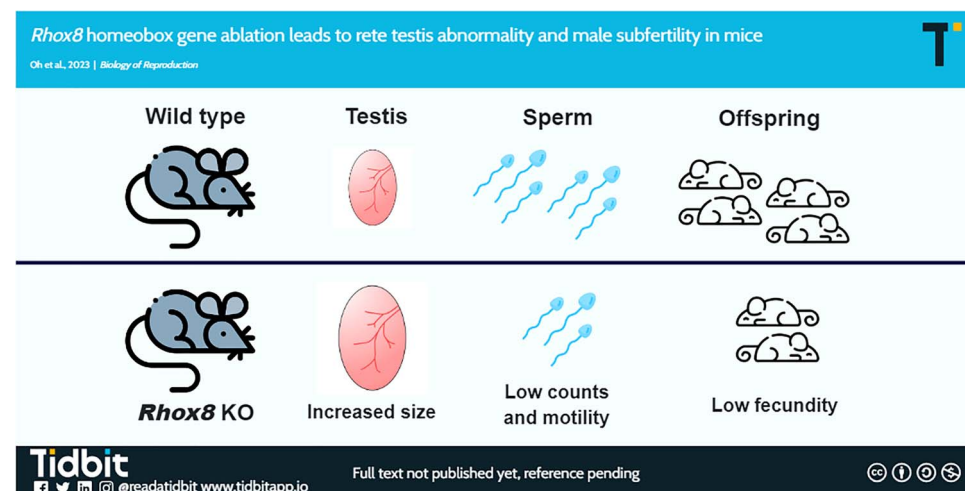 Rhox8 homeobox gene ablation leads to rete testis abnormality and male subfertility in mice
Oh et al., 2023 | Biology of Reproduction
T
Wild type
Testis
Sperm
Offspring
Rhox8 KO
Increased size
Low counts
and motility
Low fecundity
Tidbit
@readatidbit www.tidbitapp.io
Full text not published yet, reference pending
cc